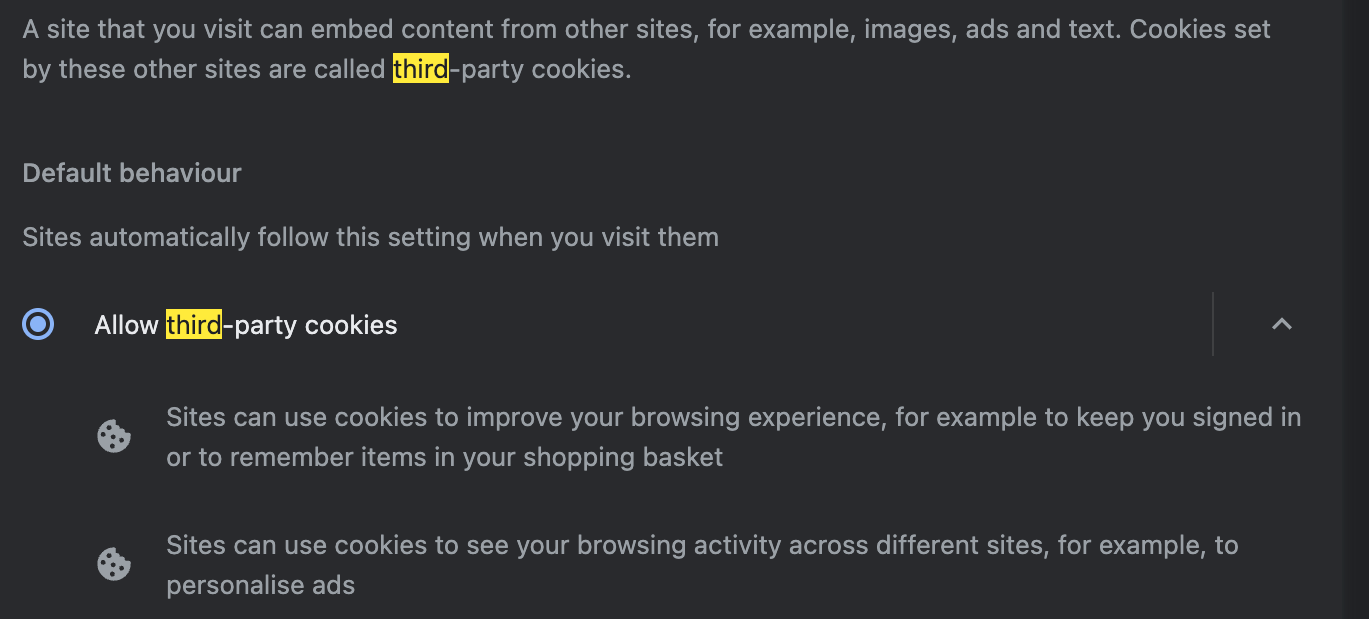 A site that you visit can embed content from other sites, for example, images, ads and text. Cookies set
by these other sites are called third-party cookies.
Default behaviour
Sites automatically follow this setting when you visit them
Allow third-party cookies
Sites can use cookies to improve your browsing experience, for example to keep you signed in
or to remember items in your shopping basket
Sites can use cookies to see your browsing activity across different sites, for example, to
personalise ads